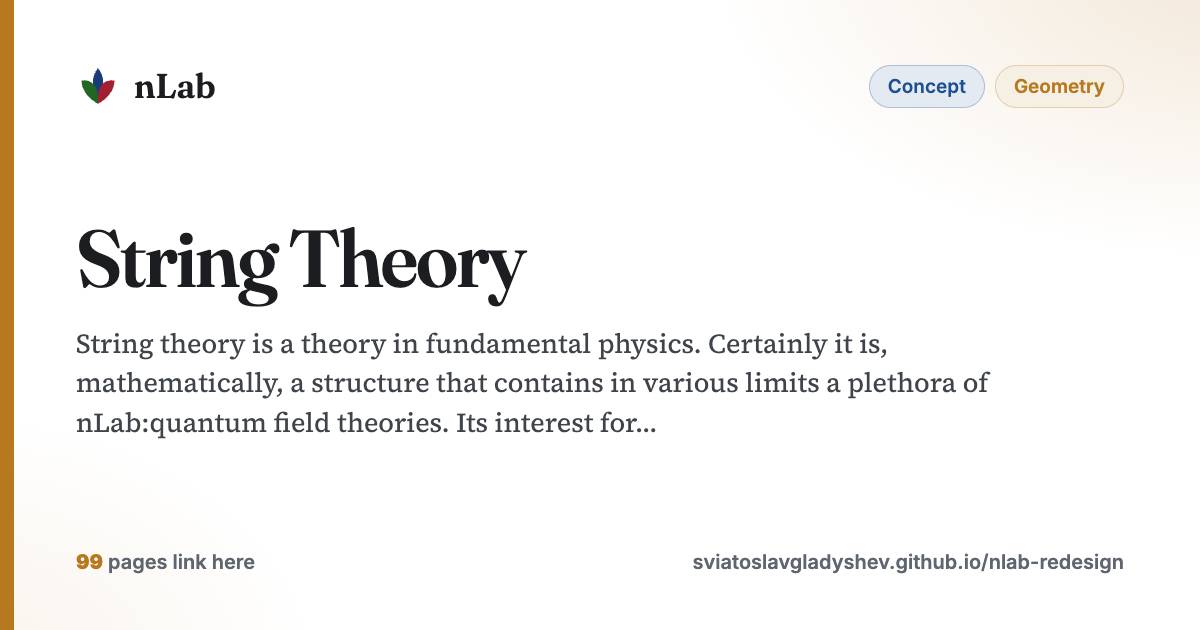 nLab
Concept
Geometry
String Theory
String theory is a theory in fundamental physics. Certainly it is,
mathematically, a structure that contains in various limits a plethora of
nLab:quantum field theories. Its interest for...
99 pages link here
sviatoslavgladyshev.github.io/nlab-redesign